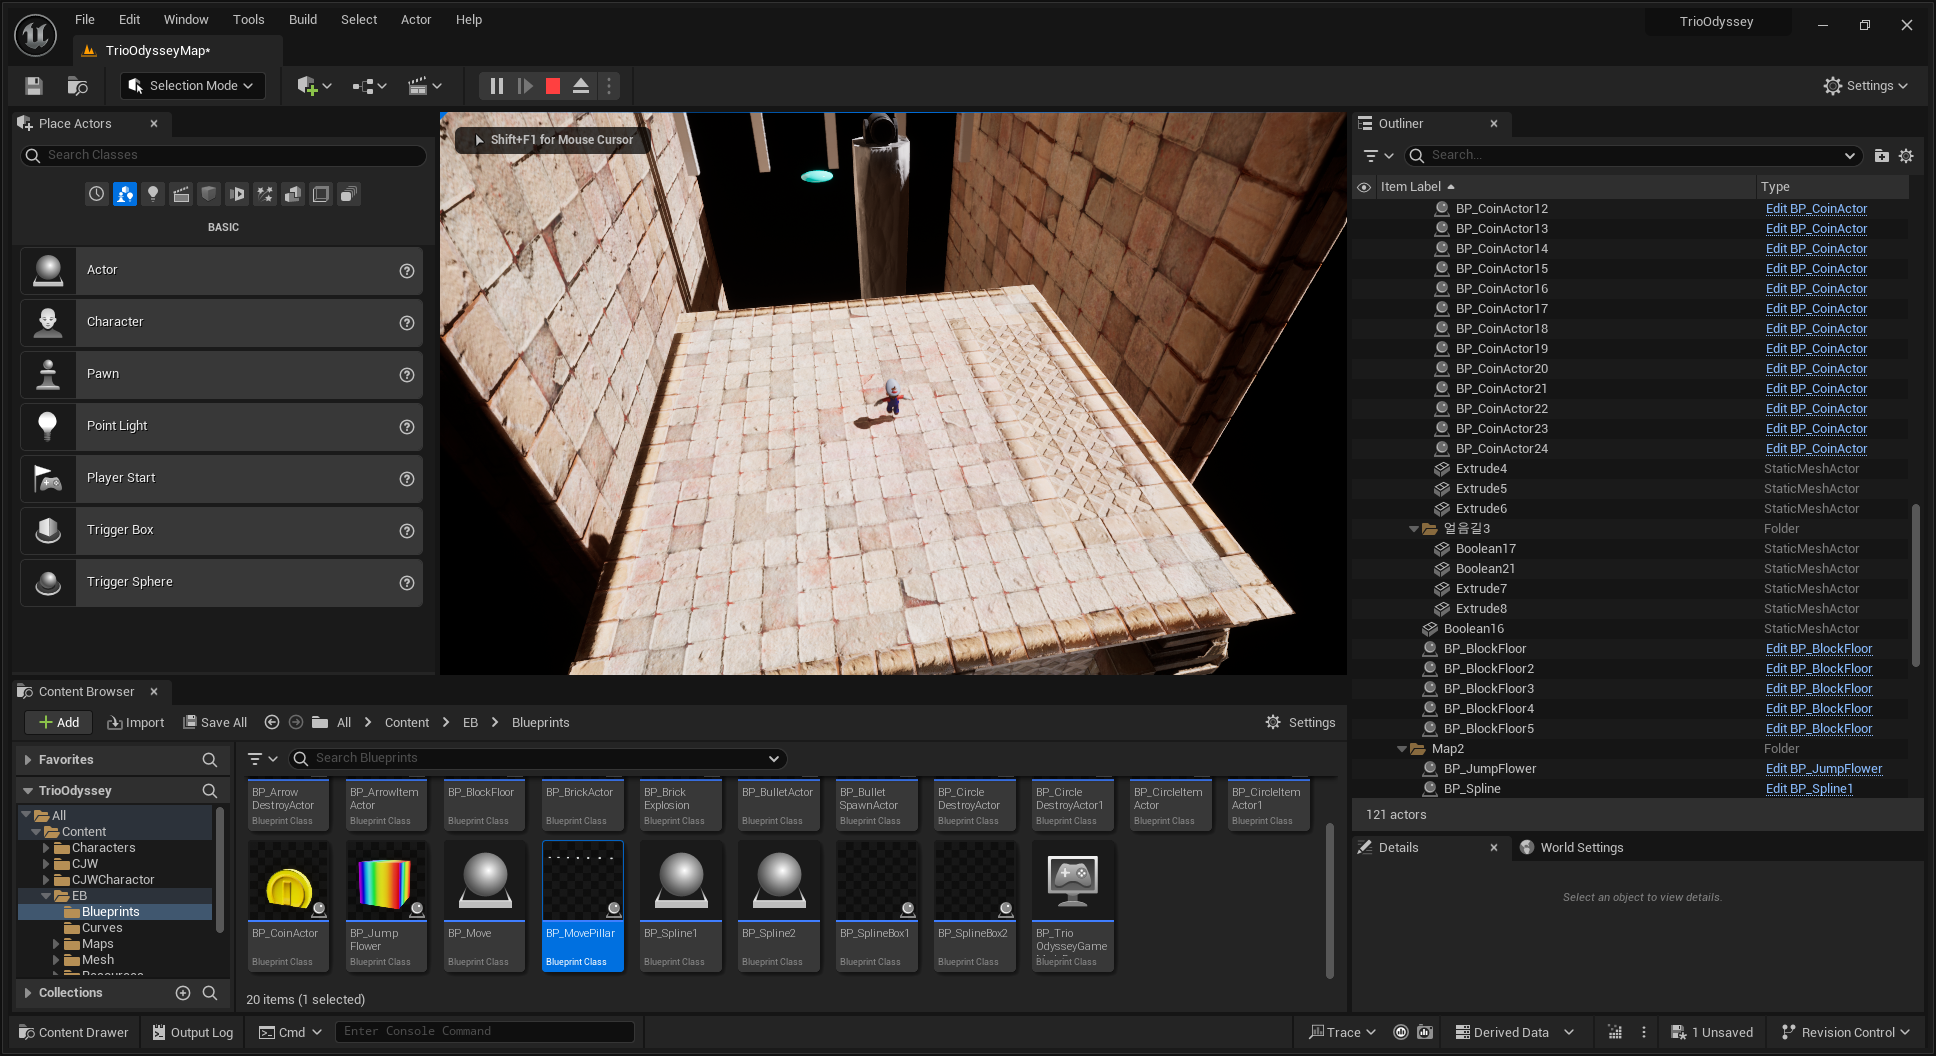 File Edit Window Tools Build Select Actor Help
TrioOdyssey
TrioOdysseyMap*
Selection Mode
Settings
Place Actors
Search Classes
BASIC
Actor
Character
Pawn
Point Light
Player Start
Trigger Box
Trigger Sphere
Shift+F1 for Mouse Cursor
Outliner
Search...
Item Label Type
BP_CoinActor12 Edit BP_CoinActor
BP_CoinActor13 Edit BP_CoinActor
BP_CoinActor14 Edit BP_CoinActor
BP_CoinActor15 Edit BP_CoinActor
BP_CoinActor16 Edit BP_CoinActor
BP_CoinActor17 Edit BP_CoinActor
BP_CoinActor18 Edit BP_CoinActor
BP_CoinActor19 Edit BP_CoinActor
BP_CoinActor20 Edit BP_CoinActor
BP_CoinActor21 Edit BP_CoinActor
BP_CoinActor22 Edit BP_CoinActor
BP_CoinActor23 Edit BP_CoinActor
BP_CoinActor24 Edit BP_CoinActor
Extrude4 StaticMeshActor
Extrude5 StaticMeshActor
Extrude6 StaticMeshActor
얼음길3 Folder
Boolean17 StaticMeshActor
Boolean21 StaticMeshActor
Extrude7 StaticMeshActor
Extrude8 StaticMeshActor
Boolean16 StaticMeshActor
BP_BlockFloor Edit BP_BlockFloor
BP_BlockFloor2 Edit BP_BlockFloor
BP_BlockFloor3 Edit BP_BlockFloor
BP_BlockFloor4 Edit BP_BlockFloor
BP_BlockFloor5 Edit BP_BlockFloor
Map2 Folder
BP_JumpFlower Edit BP_JumpFlower
BP_Spline Edit BP_Spline1
121 actors
Details
World Settings
Select an object to view details.
Content Browser
Add Import Save All All Content EB Blueprints Settings
Favorites
TrioOdyssey
All
Content
Characters
CJW
CJWCharactor
EB
Blueprints
Curves
Maps
Mesh
Resources
Collections
Search Blueprints
BP_Arrow
DestroyActor
Blueprint Class
BP_ArrowItem
Actor
Blueprint Class
BP_BlockFloor
Blueprint Class
BP_BrickActor
Blueprint Class
BP_Brick
Explosion
Blueprint Class
BP_BulletActor
Blueprint Class
BP_Bullet
SpawnActor
Blueprint Class
BP_Circle
DestroyActor
Blueprint Class
BP_Circle
DestroyActor1
Blueprint Class
BP_CircleItem
Actor
Blueprint Class
BP_CircleItem
Actor1
Blueprint Class
BP_CoinActor
Blueprint Class
BP_Jump
Flower
Blueprint Class
BP_Move
Blueprint Class
BP_MovePillar
Blueprint Class
BP_Spline1
Blueprint Class
BP_Spline2
Blueprint Class
BP_SplineBox1
Blueprint Class
BP_SplineBox2
Blueprint Class
BP_Trio
OdysseyGame
Blueprint Class
20 items (1 selected)
Content Drawer Output Log Cmd Enter Console Command Trace Derived Data 1 Unsaved Revision Control